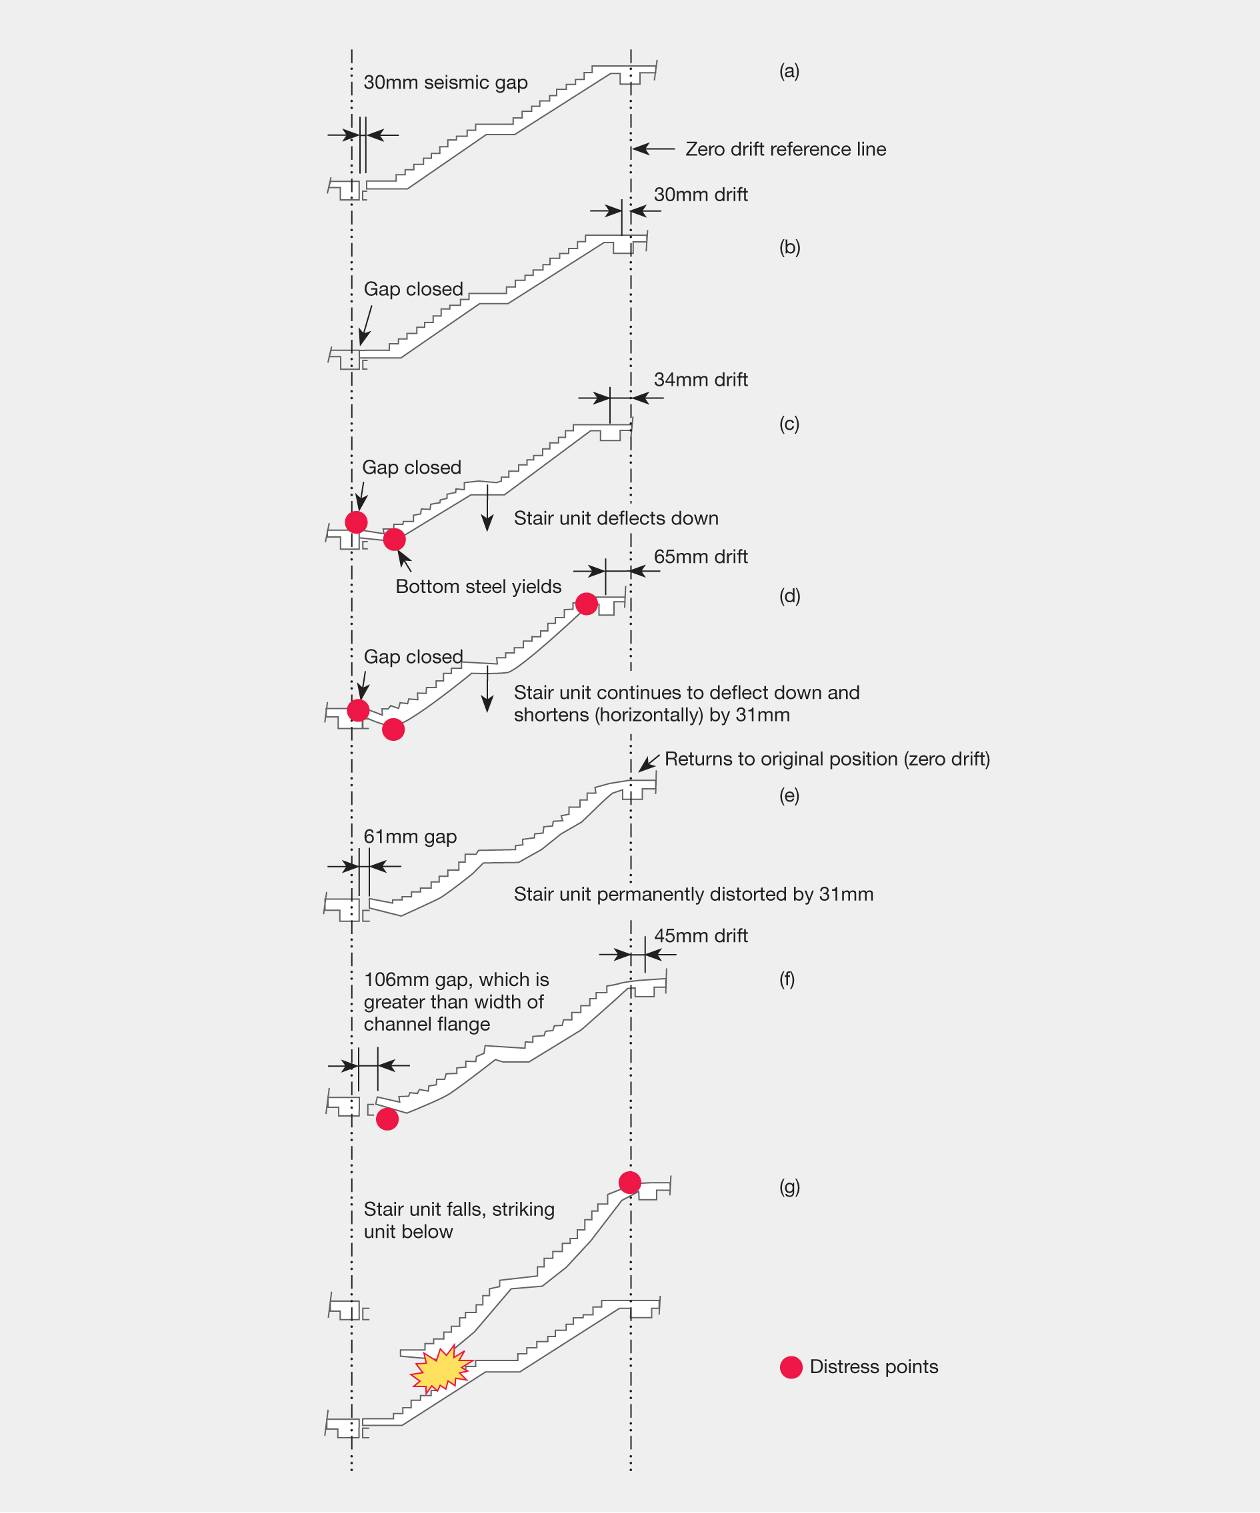 (a)
30mm seismic gap
Zero drift reference line
30mm drift
(b)
Gap closed
34mm drift
(c)
Gap closed
Stair unit deflects down
65mm drift
Bottom steel yields
(d)
Gap closed
Stair unit continues to deflect down and
shortens (horizontally) by 31mm
Returns to original position (zero drift)
(e)
61mm gap
Stair unit permanently distorted by 31mm
45mm drift
106mm gap, which is
greater than width of
channel flange
(f)
(g)
Stair unit falls, striking
unit below
Distress points